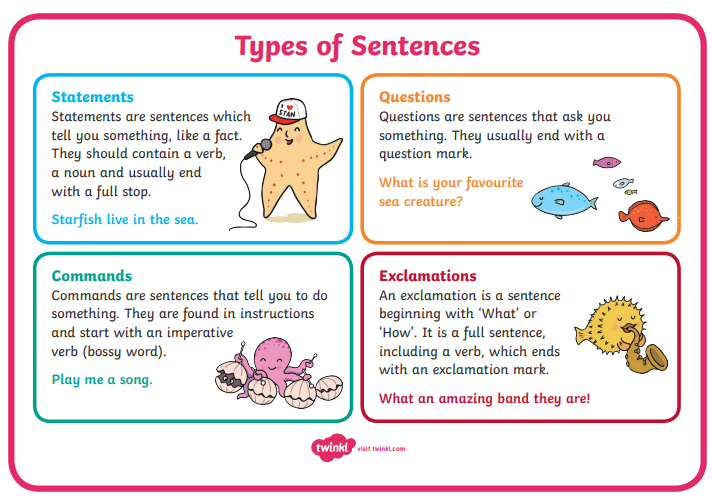 Types of Sentences
Statements
Statements are sentences which
tell you something, like a fact.
They should contain a verb,
a noun and usually end
with a full stop.
Starfish live in the sea.
I ♥
STAN
Questions
Questions are sentences that ask you
something. They usually end with a
question mark.
What is your favourite
sea creature?
Commands
Commands are sentences that tell you to do
something. They are found in instructions
and start with an imperative
verb (bossy word).
Play me a song.
Exclamations
An exclamation is a sentence
beginning with ‘What’ or
‘How’. It is a full sentence,
including a verb, which ends
with an exclamation mark.
What an amazing band they are!
twinkl visit twinkl.com